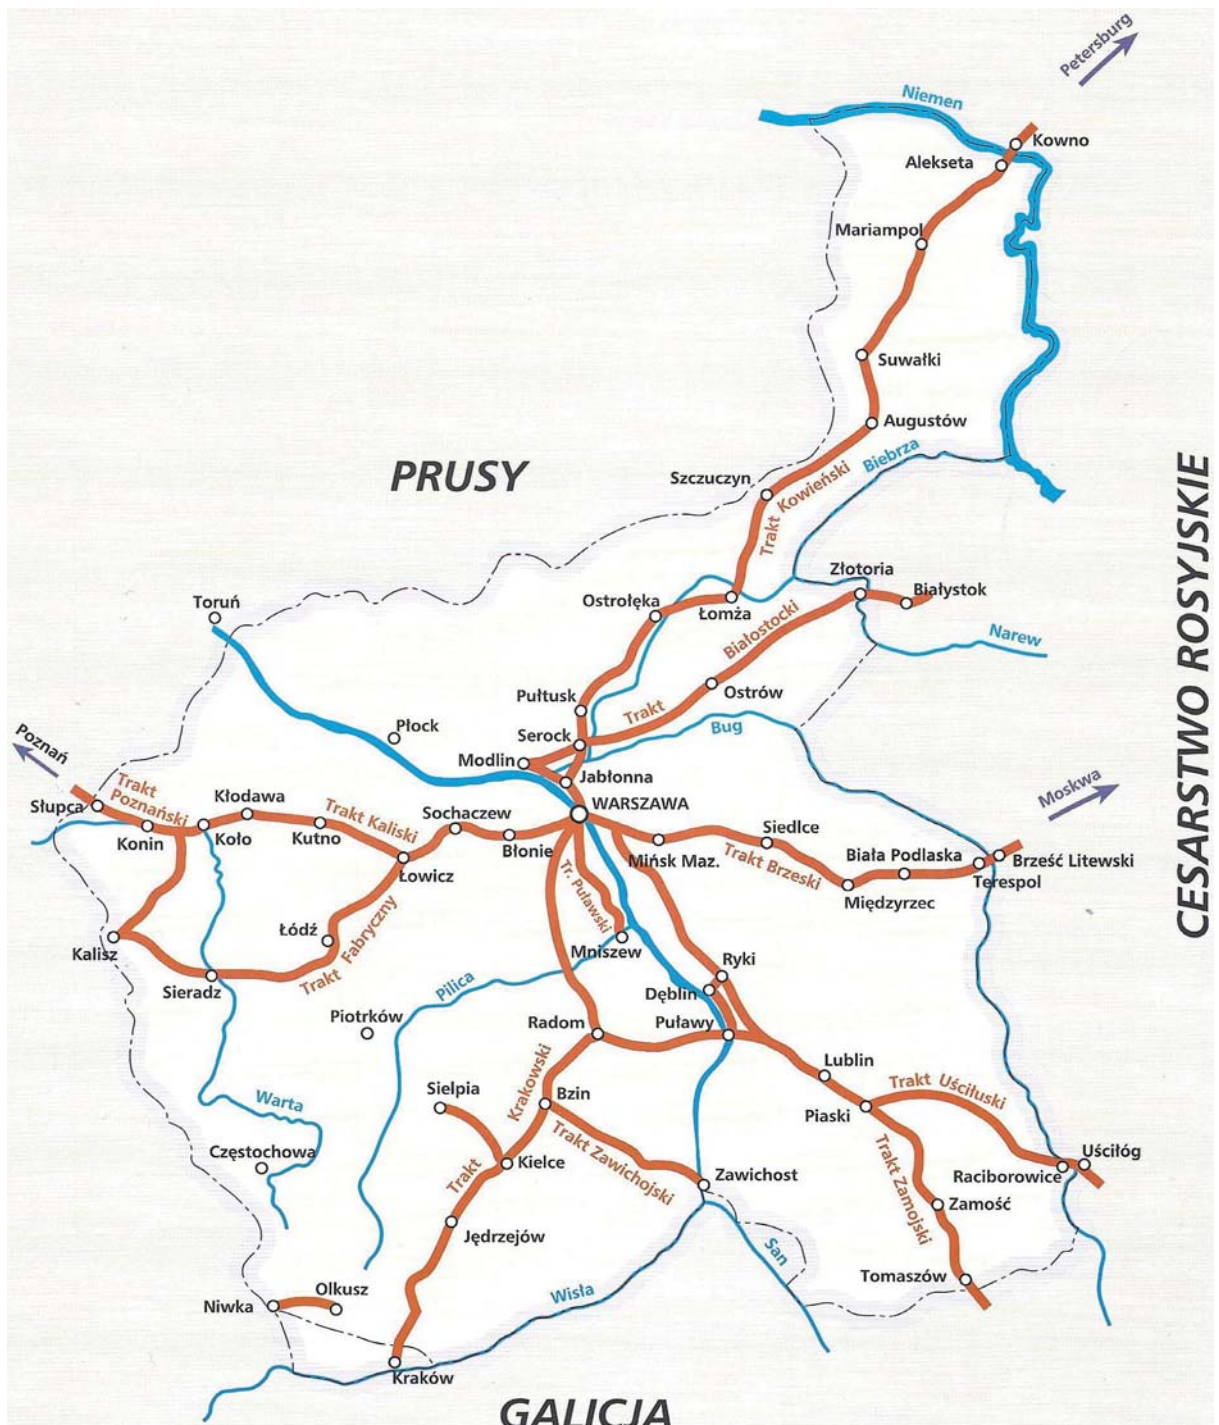 Petersburg
Niemen
Kowno
Alekseta
Mariampol
Suwałki
Augustów
PRUSY
Szczuczyn
Trakt Kowieński
Biebrza
CESARSTWO ROSYJSKIE
Złotoria
Białystok
Toruń
Ostrołęka
Łomża
Narew
Trakt Białostocki
Pułtusk
Ostrów
Płock
Serock
Bug
Poznań
Modlin
Jabłonna
Moskwa
Trakt
Poznański
Słupca
Kłodawa
Trakt Kaliski
Sochaczew
WARSZAWA
Konin
Koło
Kutno
Błonie
Siedlce
Mińsk Maz.
Trakt Brzeski
Biała Podlaska
Brześć Litewski
Łowicz
Terespol
Tr. Puławski
Międzyrzec
Łódź
Trakt Fabryczny
Kalisz
Mniszew
Sieradz
Ryki
Pilica
Dęblin
Piotrków
Radom
Puławy
Lublin
Trakt Krakowski
Sielpia
Bzin
Trakt Uściłuski
Warta
Piaski
Trakt Zawichojski
Częstochowa
Kielce
Zawichost
Trakt Zamojski
Raciborowice
Uściłóg
Jędrzejów
Zamość
San
Olkusz
Niwka
Wisła
Tomaszów
Kraków
GALICJA